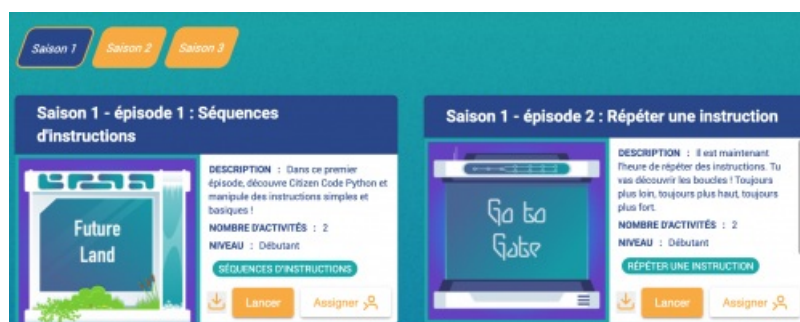 Saison 1
Saison 2
Saison 3
Saison 1 - épisode 1 : Séquences
d'instructions
Future
Land
DESCRIPTION : Dans ce premier
épisode, découvre Citizen Code Python et
manipule des instructions simples et
basiques !
NOMBRE D'ACTIVITÉS : 2
NIVEAU : Débutant
SÉQUENCES D'INSTRUCTIONS
Lancer
Assigner
Saison 1 - épisode 2 : Répéter une instruction
Go to
Gate
DESCRIPTION : Il est maintenant
l'heure de répéter des instructions. Tu
vas découvrir les boucles ! Toujours
plus loin, toujours plus haut, toujours
plus fort.
NOMBRE D'ACTIVITÉS : 2
NIVEAU : Débutant
RÉPÉTER UNE INSTRUCTION
Lancer
Assigner